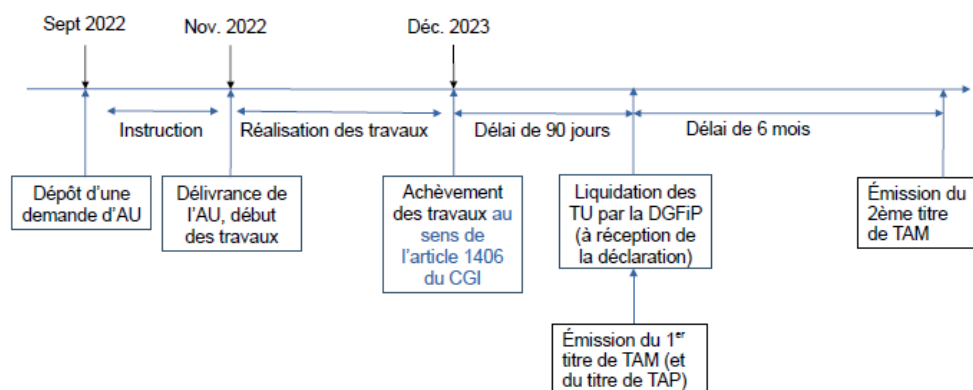 Sept 2022
Nov. 2022
Déc. 2023
Instruction
Réalisation des travaux
Délai de 90 jours
Délai de 6 mois
Dépôt d'une
demande d'AU
Délivrance de
l'AU, début
des travaux
Achèvement
des travaux au
sens de
l'article 1406
du CGI
Liquidation des
TU par la DGFiP
(à réception de
la déclaration)
Émission du
2ème titre
de TAM
Émission du 1er
titre de TAM (et
du titre de TAP)